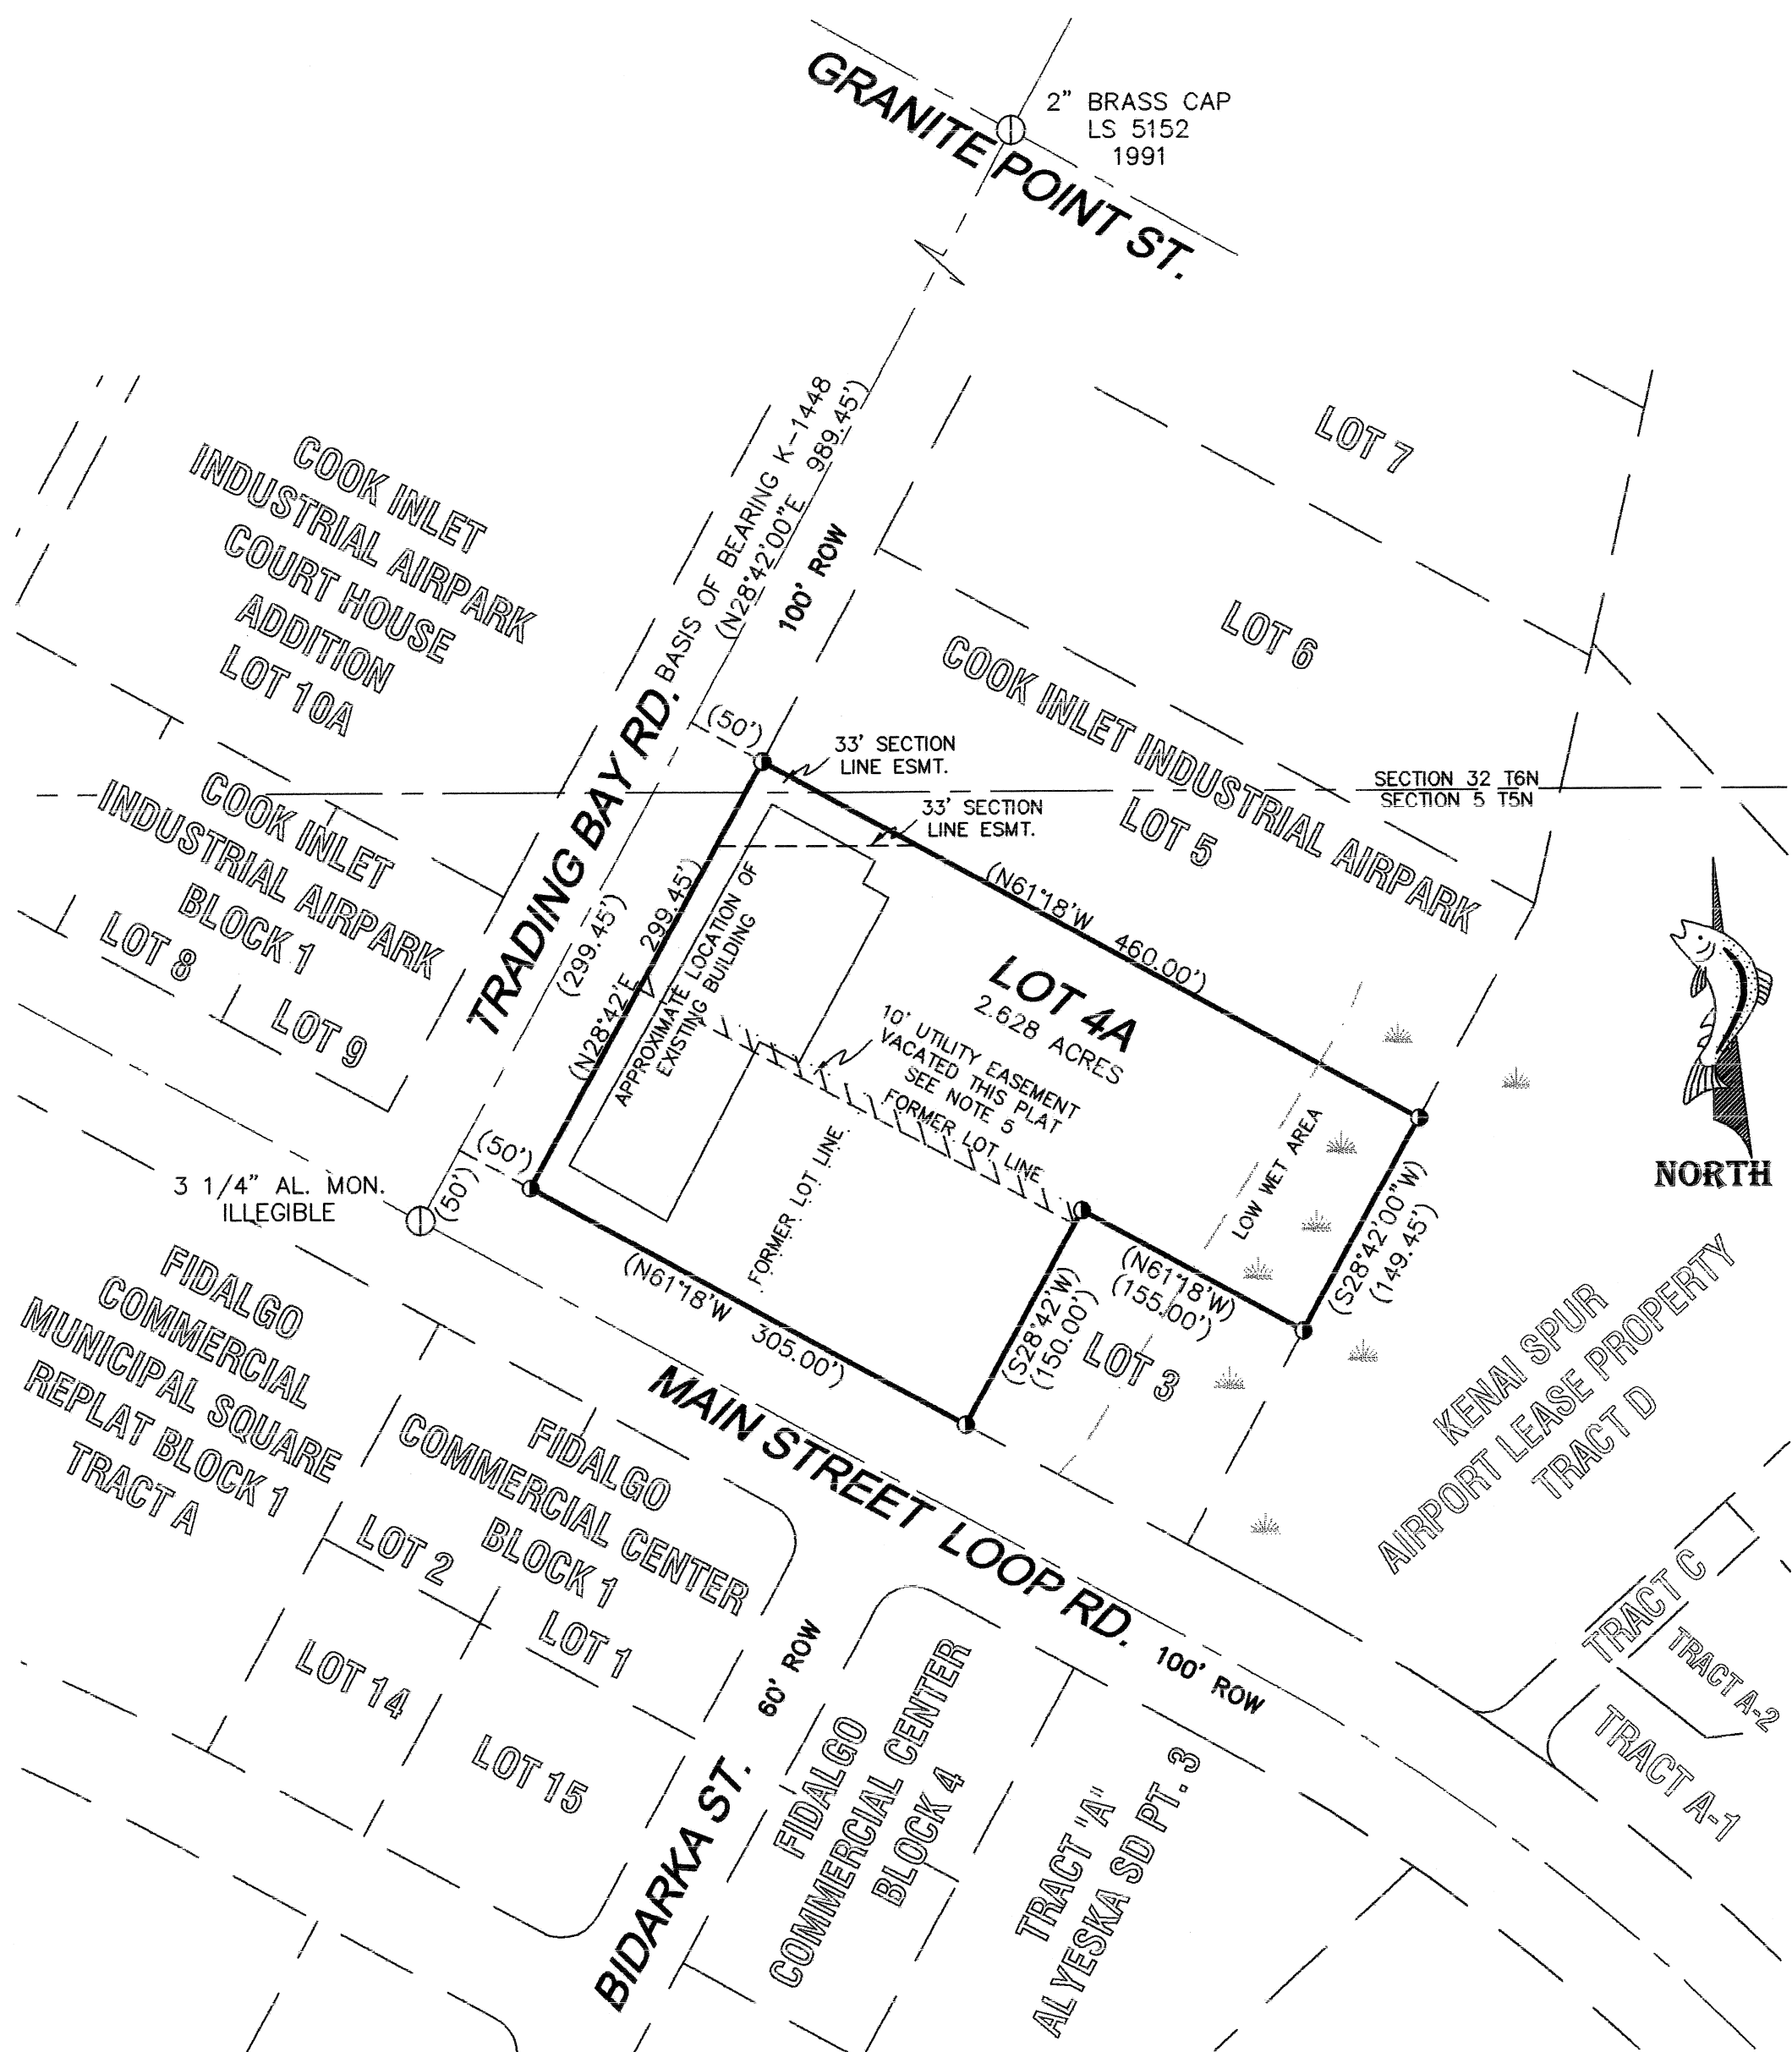 GRANITE POINT ST.
2" BRASS CAP
LS 5152
1991
COOK INLET
INDUSTRIAL AIRPARK
COURT HOUSE
ADDITION
LOT 10A
BASIS OF BEARING K-1448
(N28°42'00"E 989.45')
100' ROW
LOT 7
LOT 6
COOK INLET INDUSTRIAL AIRPARK
LOT 5
TRADING BAY RD.
(50')
33' SECTION
LINE ESMT.
33' SECTION
LINE ESMT.
SECTION 32 T6N
SECTION 5 T5N
COOK INLET
INDUSTRIAL AIRPARK
BLOCK 1
LOT 8
LOT 9
(299.45')
(N28°42'E 299.45')
APPROXIMATE LOCATION OF
EXISTING BUILDING
(N61°18'W 460.00')
LOT 4A
2.628 ACRES
10' UTILITY EASEMENT
VACATED THIS PLAT
SEE NOTE 5
FORMER LOT LINE
FORMER LOT LINE
LOW WET AREA
NORTH
(50')
(50')
3 1/4" AL. MON.
ILLEGIBLE
(N61°18'W 305.00')
(S28°42'W)
(150.00')
(N61°18'W)
(155.00')
(S28°42'00"W)
(149.45')
LOT 3
KENAI SPUR
AIRPORT LEASE PROPERTY
TRACT D
FIDALGO
COMMERCIAL
MUNICIPAL SQUARE
REPLAT BLOCK 1
TRACT A
MAIN STREET LOOP RD.
100' ROW
FIDALGO
COMMERCIAL CENTER
BLOCK 1
LOT 1
LOT 2
LOT 14
LOT 15
BIDARKA ST.
60' ROW
FIDALGO
COMMERCIAL CENTER
BLOCK 4
TRACT "A"
ALYESKA SD PT. 3
TRACT C
TRACT A-2
TRACT A-1